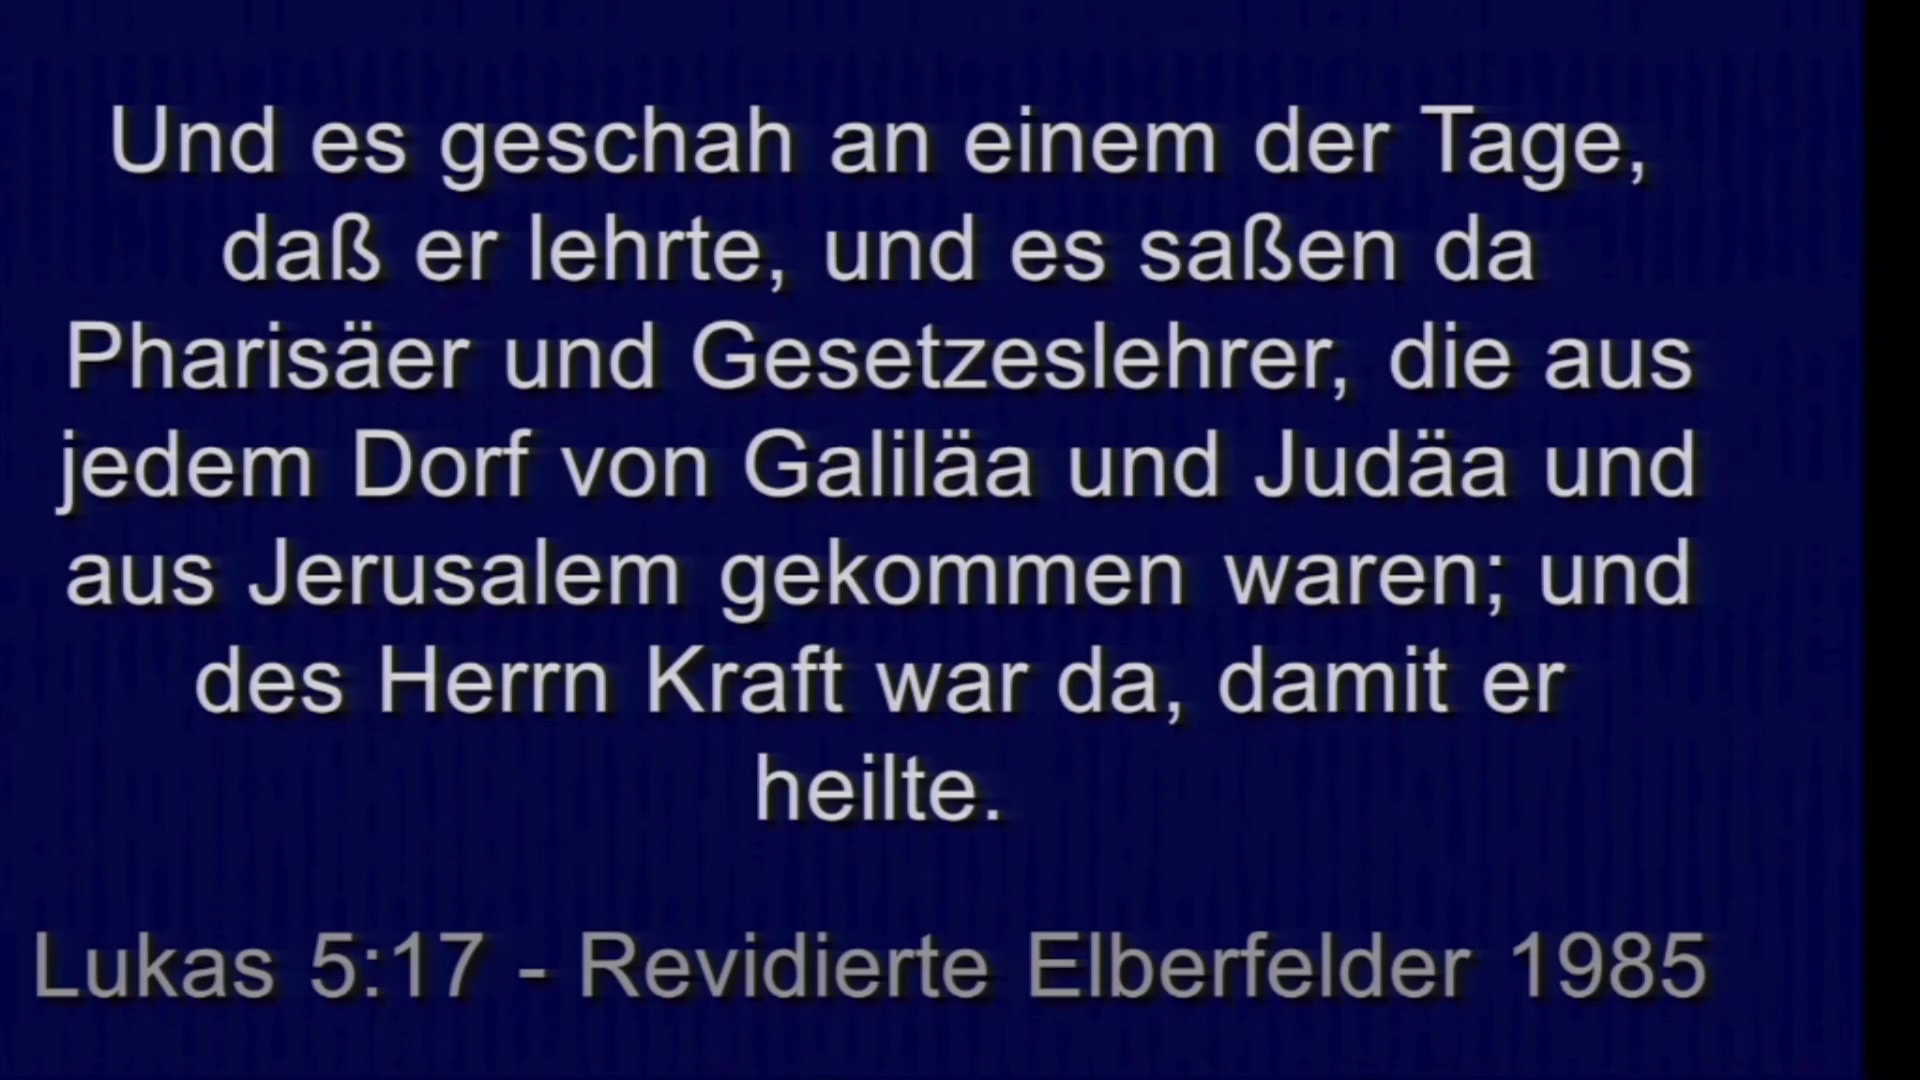 Und es geschah an einem der Tage,
daß er lehrte, und es saßen da
Pharisäer und Gesetzeslehrer, die aus
jedem Dorf von Galiläa und Judäa und
aus Jerusalem gekommen waren; und
des Herrn Kraft war da, damit er
heilte.
Lukas 5:17 - Revidierte Elberfelder 1985